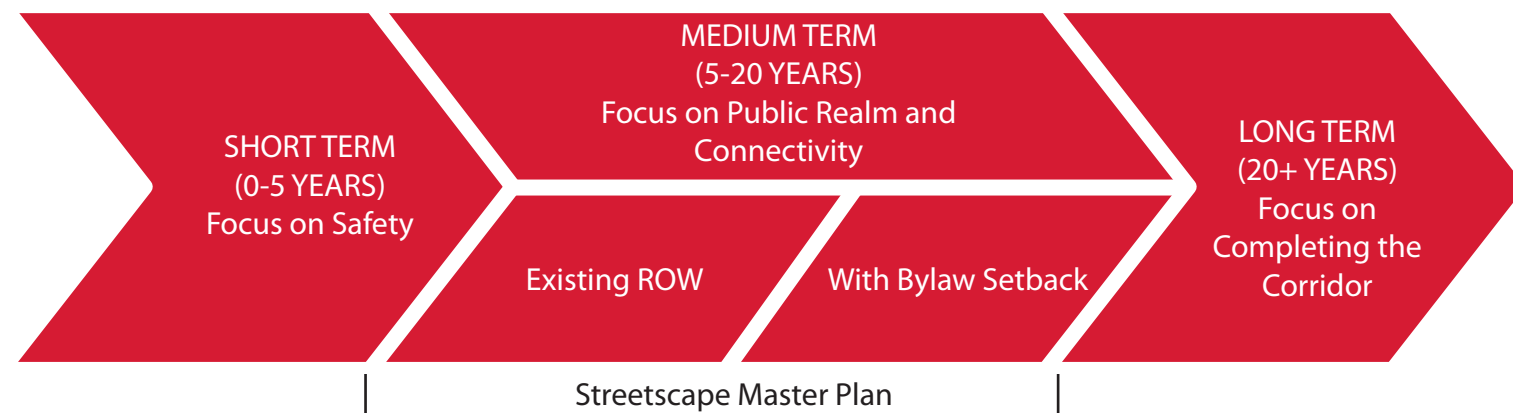 SHORT TERM
(0-5 YEARS)
Focus on Safety
MEDIUM TERM
(5-20 YEARS)
Focus on Public Realm and
Connectivity
Existing ROW
With Bylaw Setback
LONG TERM
(20+ YEARS)
Focus on
Completing the
Corridor
Streetscape Master Plan